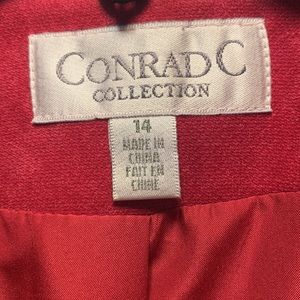 CONRAD C
COLLECTION
14
MADE IN
CHINA
FAIT EN
CHINE